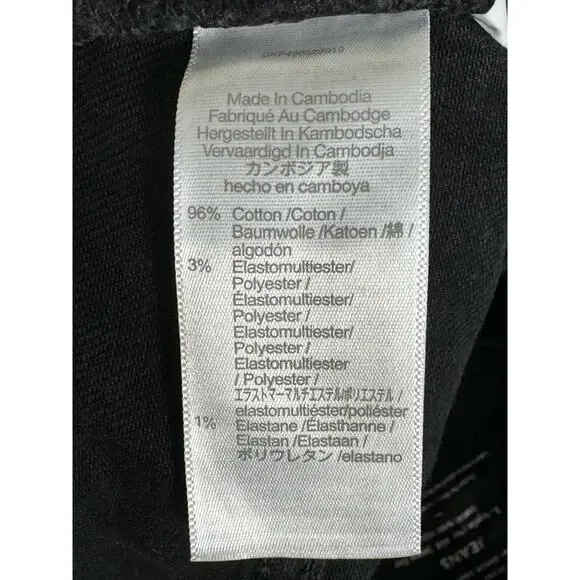 Made In Cambodia
Fabriqué Au Cambodge
Hergestellt In Kambodscha
Vervaardigd In Cambodja
カンボジア製
hecho en camboya
96% Cotton /Coton /
Baumwolle /Katoen /綿 /
algodón
3% Elastomultiester/
Polyester /
Élastomultiester/
Polyester /
Elastomultiester/
Polyester /
Elastomultiester
/ Polyester /
エラストマーマルチエステル/ポリエステル /
elastomultiéster/poliéster
1% Elastane /Élasthanne /
Elastan /Elastaan /
ポリウレタン /elastano
JEANS